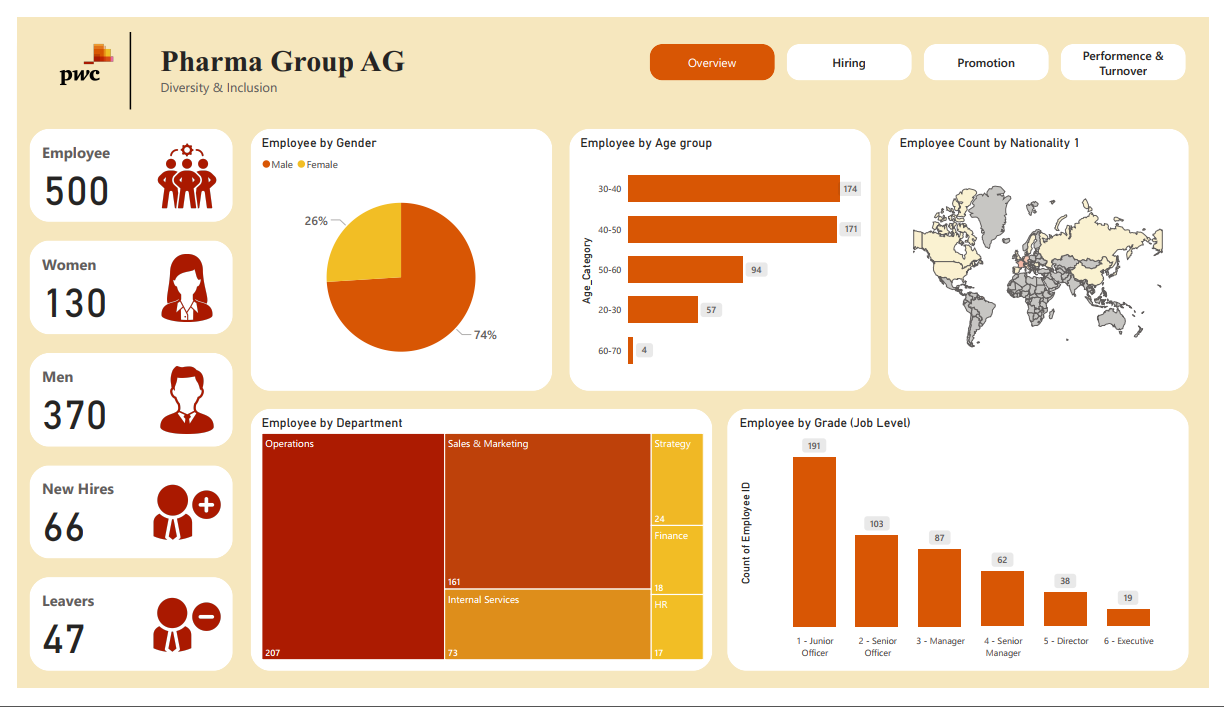 pwc
Pharma Group AG
Diversity & Inclusion
Overview
Hiring
Promotion
Performence &
Turnover
Employee
500
Women
130
Men
370
New Hires
66
Leavers
47
Employee by Gender
Male Female
26%
74%
Employee by Age group
Age_Category
30-40
174
40-50
171
50-60
94
20-30
57
60-70
4
Employee Count by Nationality 1
Employee by Department
Operations
207
Sales & Marketing
161
Internal Services
73
Strategy
24
Finance
18
HR
17
Employee by Grade (Job Level)
Count of Employee ID
191
103
87
62
38
19
1 - Junior
Officer
2 - Senior
Officer
3 - Manager
4 - Senior
Manager
5 - Director
6 - Executive